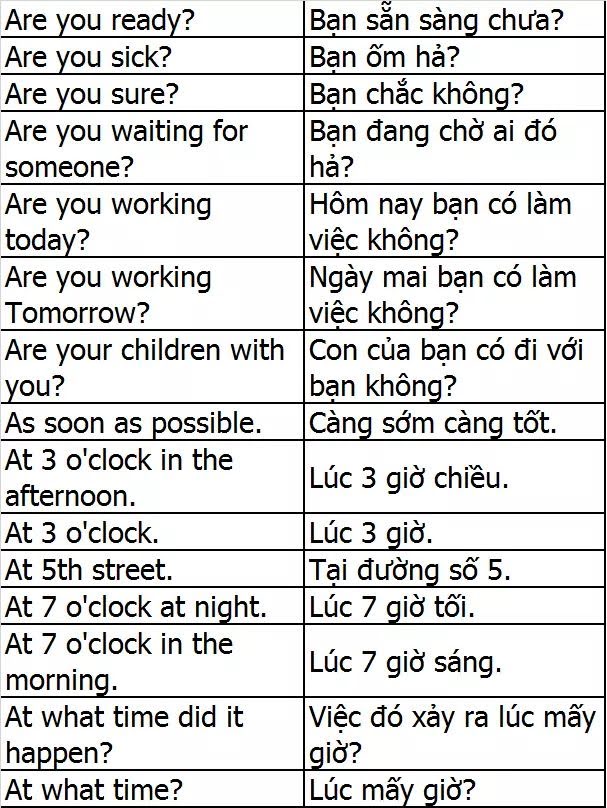 Are you ready? Bạn sẵn sàng chưa?
Are you sick? Bạn ốm hả?
Are you sure? Bạn chắc không?
Are you waiting for
someone?
Bạn đang chờ ai đó
hả?
Are you working
today?
Hôm nay bạn có làm
việc không?
Are you working
Tomorrow?
Ngày mai bạn có làm
việc không?
Are your children with
you?
Con của bạn có đi với
bạn không?
As soon as possible. Càng sớm càng tốt.
At 3 o'clock in the
afternoon.
Lúc 3 giờ chiều.
At 3 o'clock. Lúc 3 giờ.
At 5th street. Tại đường số 5.
At 7 o'clock at night. Lúc 7 giờ tối.
At 7 o'clock in the
morning.
Lúc 7 giờ sáng.
At what time did it
happen?
Việc đó xảy ra lúc mấy
giờ?
At what time? Lúc mấy giờ?